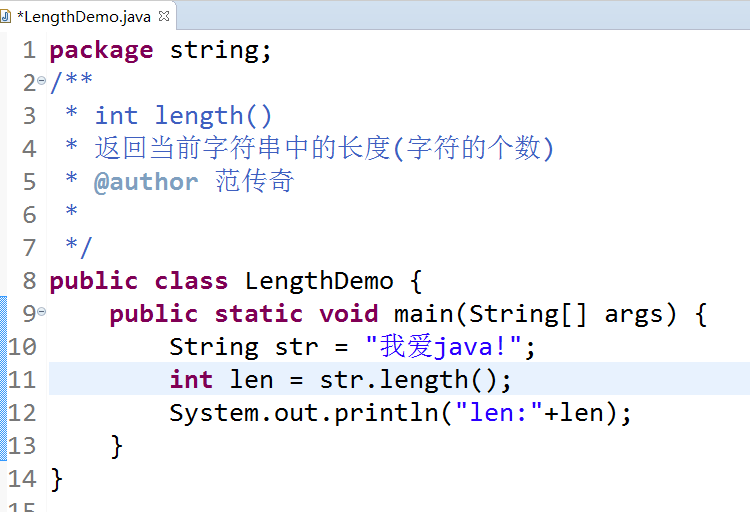 *LengthDemo.java
1 package string;
2 /**
3  * int length()
4  * 返回当前字符串中的长度(字符的个数)
5  * @author 范传奇
6  *
7  */
8 public class LengthDemo {
9     public static void main(String[] args) {
10         String str = "我爱java!";
11         int len = str.length();
12         System.out.println("len:"+len);
13     }
14 }
15